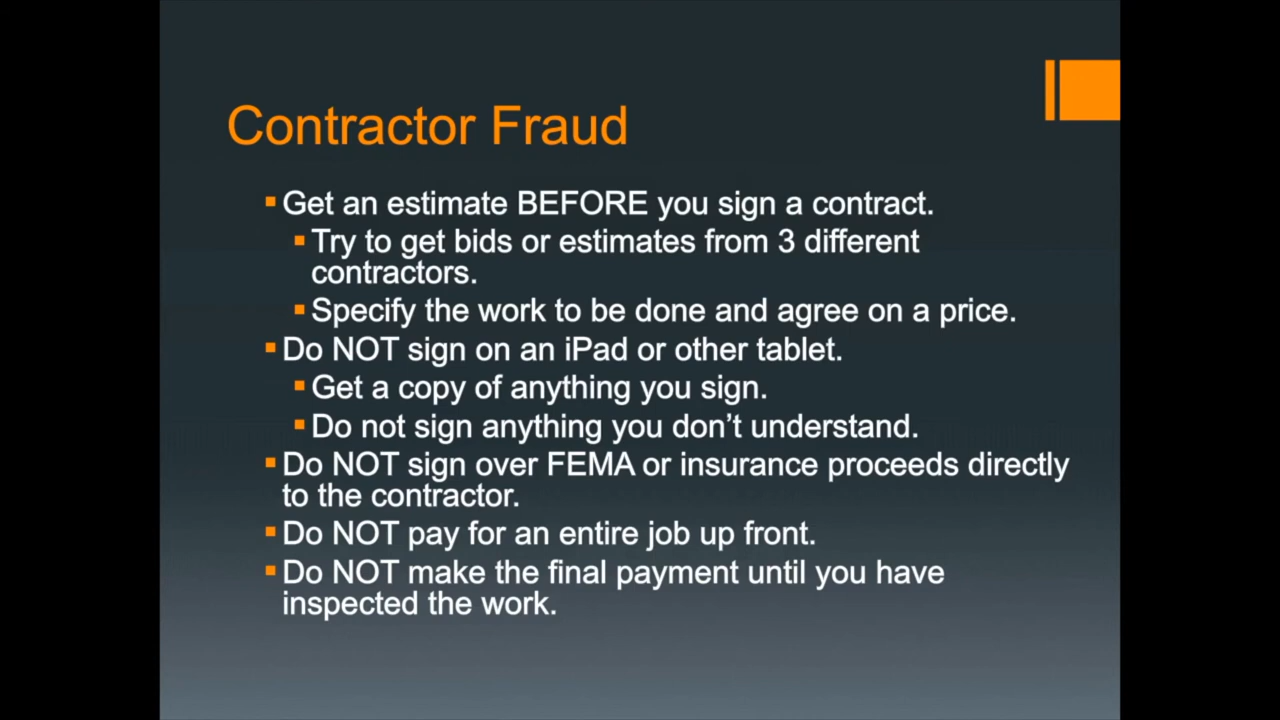 Contractor Fraud
Get an estimate BEFORE you sign a contract.
Try to get bids or estimates from 3 different
contractors.
Specify the work to be done and agree on a price.
Do NOT sign on an iPad or other tablet.
Get a copy of anything you sign.
Do not sign anything you don’t understand.
Do NOT sign over FEMA or insurance proceeds directly
to the contractor.
Do NOT pay for an entire job up front.
Do NOT make the final payment until you have
inspected the work.